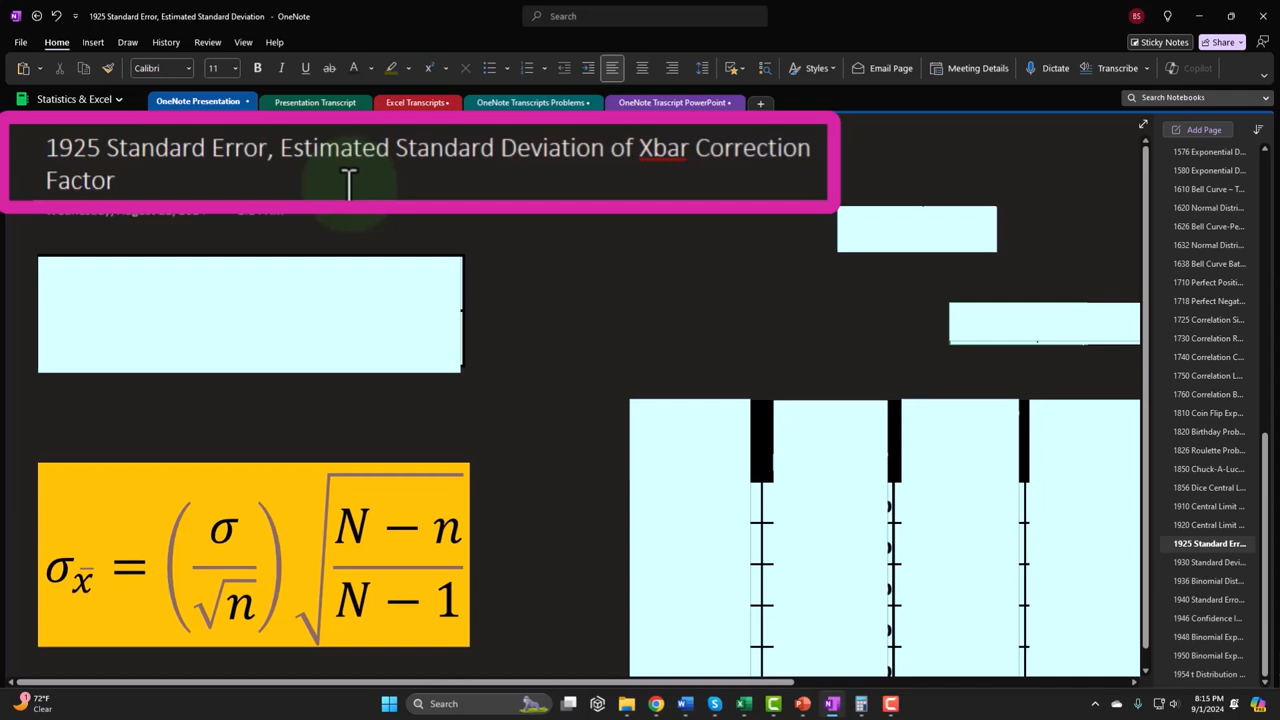 1925 Standard Error, Estimated Standard Deviation - OneNote
Search
BS
File Home Insert Draw History Review View Help
Sticky Notes
Share
Calibri
11
Email Page
Styles
Meeting Details
Dictate
Transcribe
Copilot
Statistics & Excel
OneNote Presentation
Presentation Transcript
Excel Transcripts
OneNote Transcripts Problems
OneNote Trascript PowerPoint
Search Notebooks
1925 Standard Error, Estimated Standard Deviation of Xbar Correction
Factor
σx̄ = (σ/√n) √((N − n)/(N − 1))
Add Page
1576 Exponential D...
1580 Exponential D...
1610 Bell Curve – T...
1620 Normal Distri...
1626 Bell Curve-Pe...
1632 Normal Distri...
1638 Bell Curve Bat...
1710 Perfect Positi...
1718 Perfect Negat...
1725 Correlation Si...
1730 Correlation R...
1740 Correlation C...
1750 Correlation L...
1760 Correlation B...
1810 Coin Flip Exp...
1820 Birthday Prob...
1826 Roulette Prob...
1850 Chuck-A-Luc...
1856 Dice Central L...
1910 Central Limit ...
1920 Central Limit ...
1925 Standard Err...
1930 Standard Devi...
1936 Binomial Dist...
1940 Standard Erro...
1946 Confidence I...
1948 Binomial Exp...
1950 Binomial Exp...
1954 t Distribution ...
72°F
Clear
Search
8:15 PM
9/1/2024